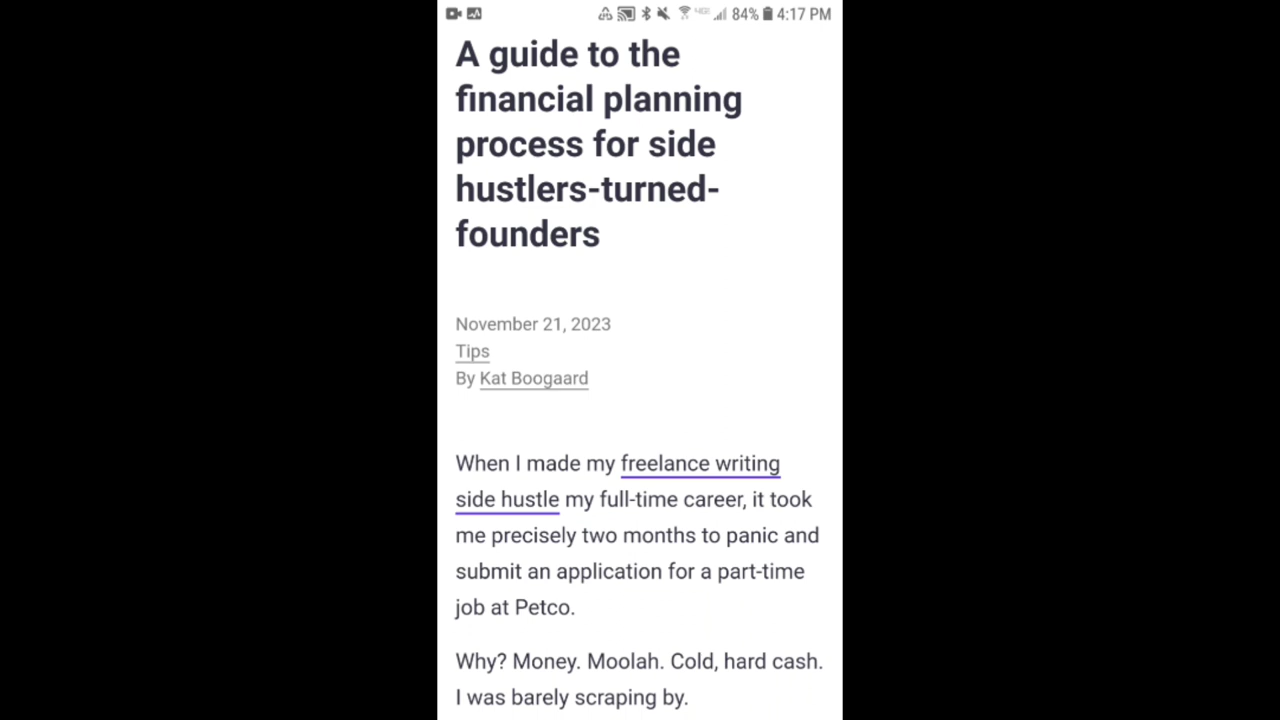 84% 4:17 PM
A guide to the
financial planning
process for side
hustlers-turned-
founders
November 21, 2023
Tips
By Kat Boogaard
When I made my freelance writing
side hustle my full-time career, it took
me precisely two months to panic and
submit an application for a part-time
job at Petco.
Why? Money. Moolah. Cold, hard cash.
I was barely scraping by.